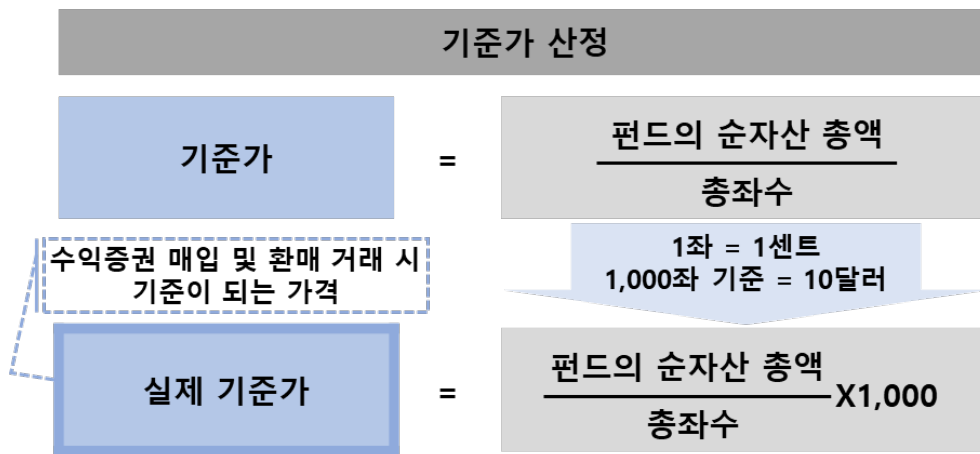 기준가 산정
기준가
=
펀드의 순자산 총액
총좌수
수익증권 매입 및 환매 거래 시
기준이 되는 가격
1좌 = 1센트
1,000좌 기준 = 10달러
실제 기준가
=
펀드의 순자산 총액
총좌수
X1,000